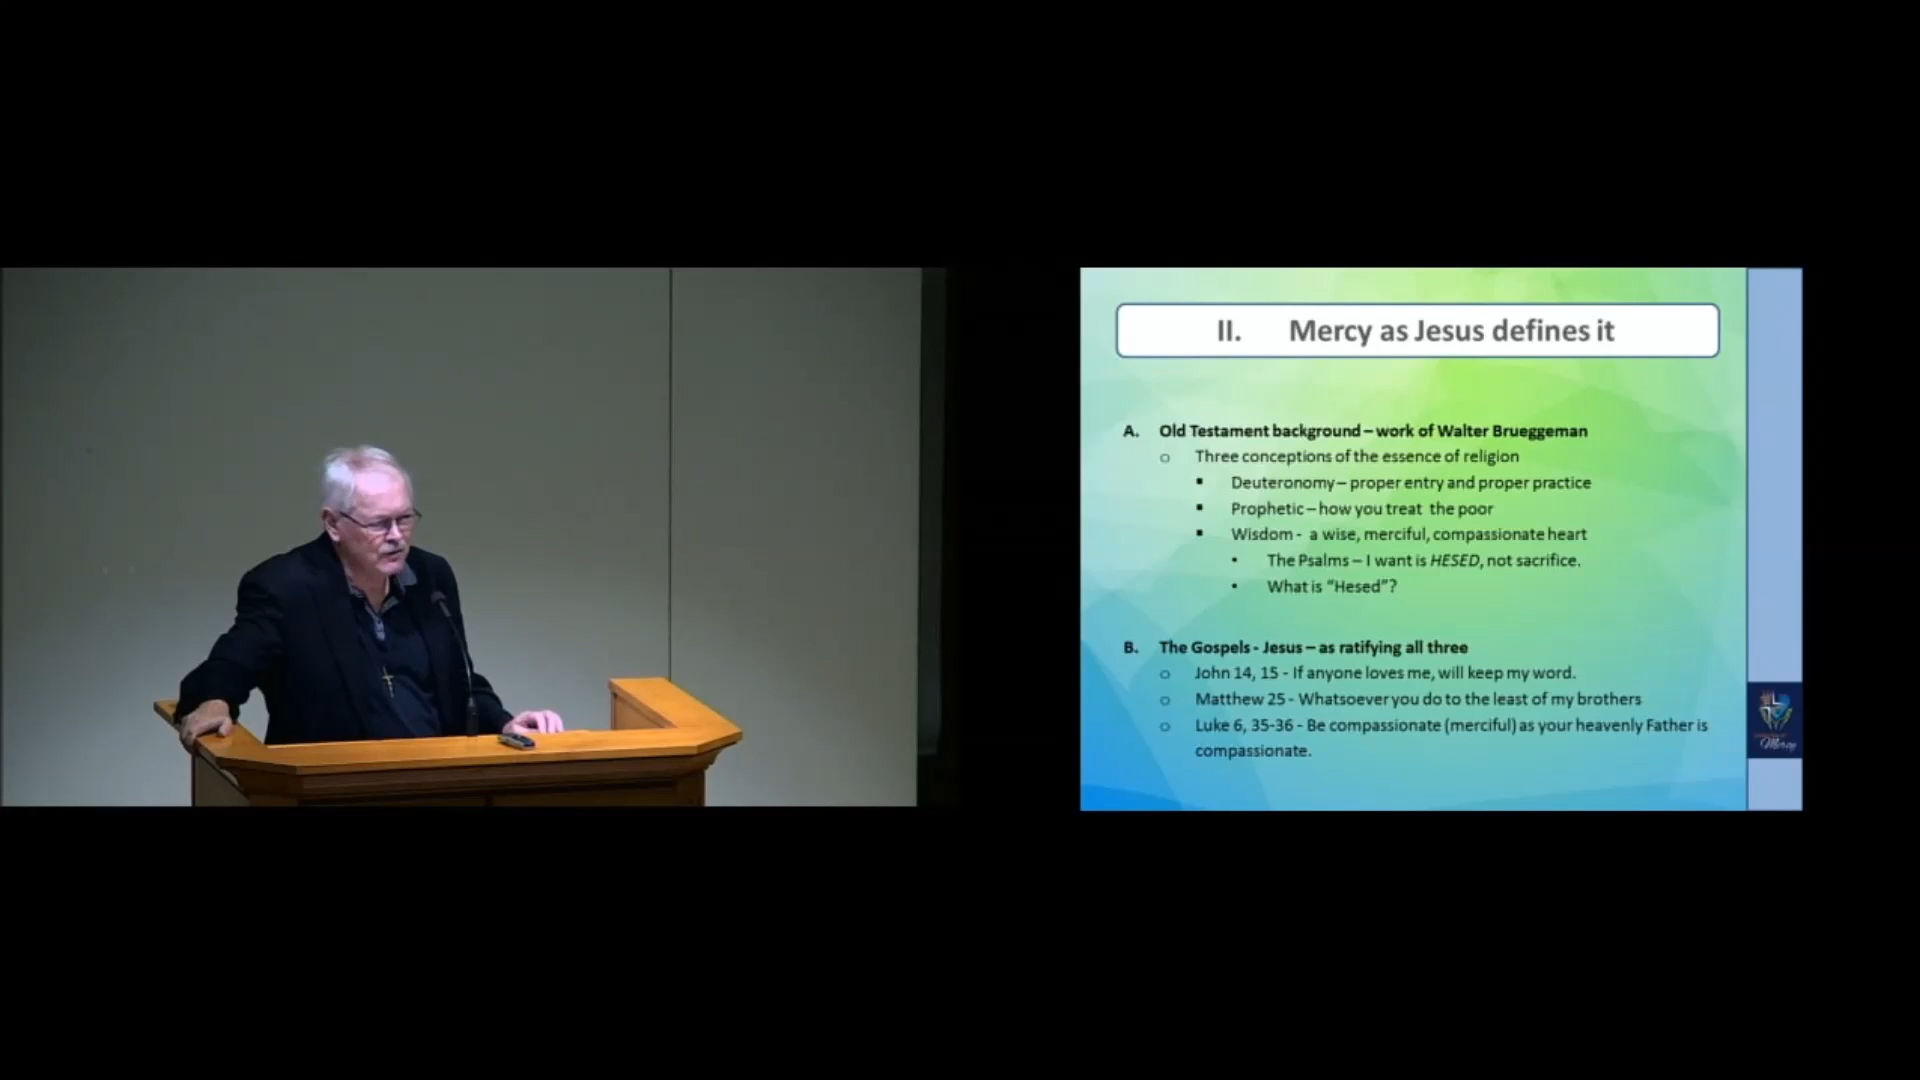 II. Mercy as Jesus defines it
A. Old Testament background – work of Walter Brueggeman
o Three conceptions of the essence of religion
▪ Deuteronomy – proper entry and proper practice
▪ Prophetic – how you treat the poor
▪ Wisdom - a wise, merciful, compassionate heart
• The Psalms – I want is HESED, not sacrifice.
• What is “Hesed”?
B. The Gospels - Jesus – as ratifying all three
o John 14, 15 - If anyone loves me, will keep my word.
o Matthew 25 - Whatsoever you do to the least of my brothers
o Luke 6, 35-36 - Be compassionate (merciful) as your heavenly Father is
compassionate.
Mercy